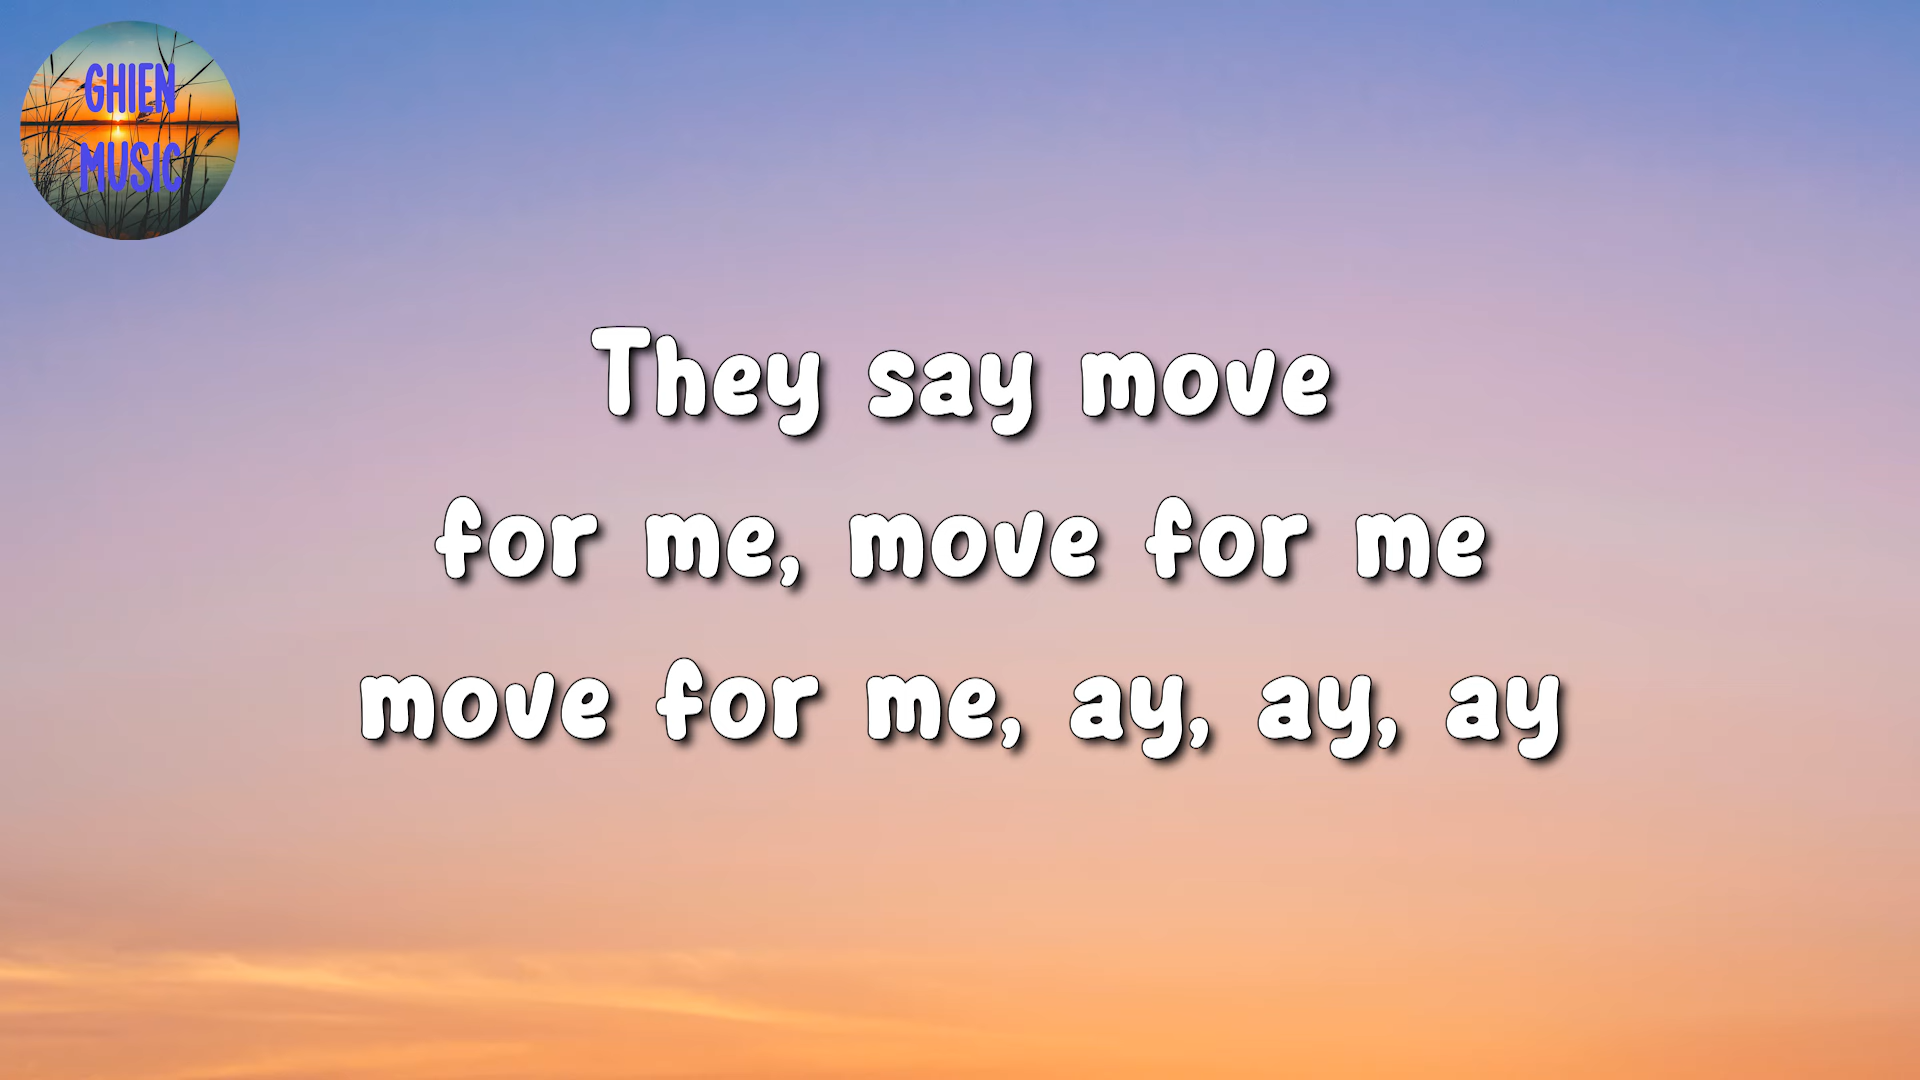 GHIEN
MUSIC
They say move
for me, move for me
move for me, ay, ay, ay